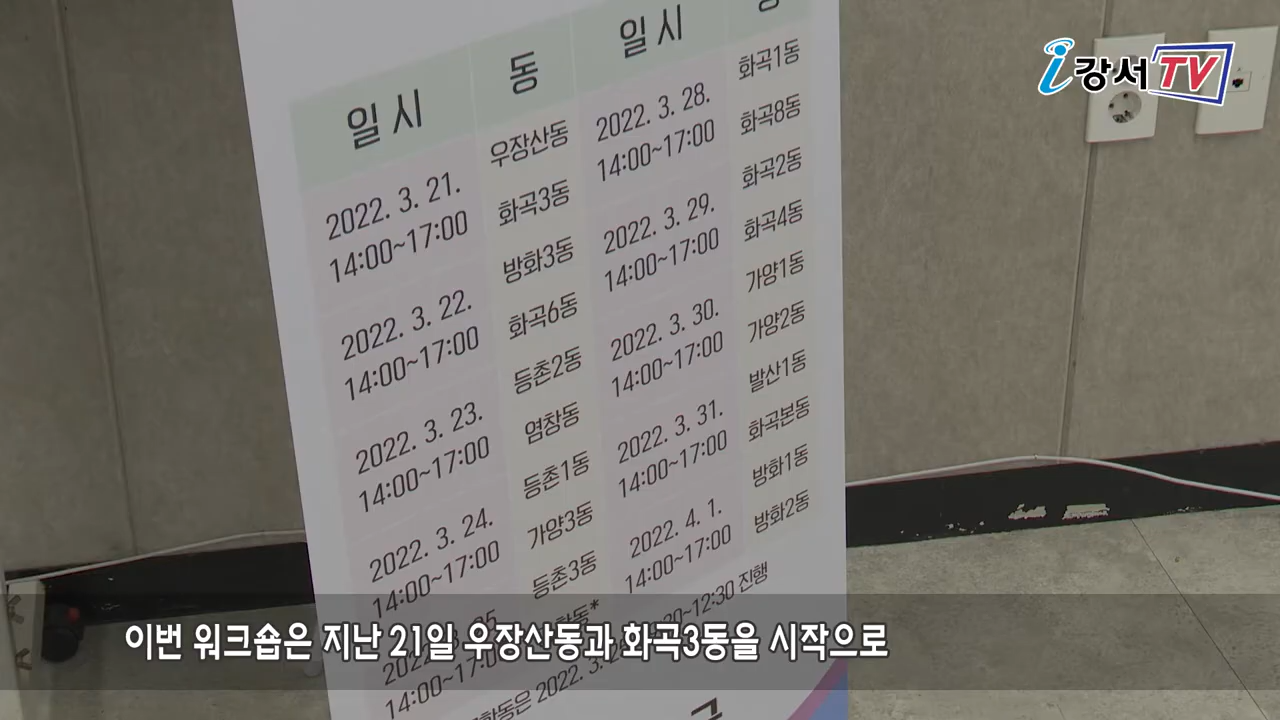 i강서TV
일시 동 일시
2022. 3. 21. 14:00~17:00 우장산동 화곡3동
2022. 3. 22. 14:00~17:00 방화3동 화곡6동
2022. 3. 23. 14:00~17:00 등촌2동 염창동
2022. 3. 24. 14:00~17:00 등촌1동 가양3동
14:00~17:00 등촌3동
2022. 3. 28. 14:00~17:00 화곡1동 화곡8동
2022. 3. 29. 14:00~17:00 화곡2동 화곡4동
2022. 3. 30. 14:00~17:00 가양1동 가양2동
2022. 3. 31. 14:00~17:00 발산1동 화곡본동
2022. 4. 1. 14:00~17:00 방화1동 방화2동
2022. 3. ~12:30 진행
이번 워크숍은 지난 21일 우장산동과 화곡3동을 시작으로